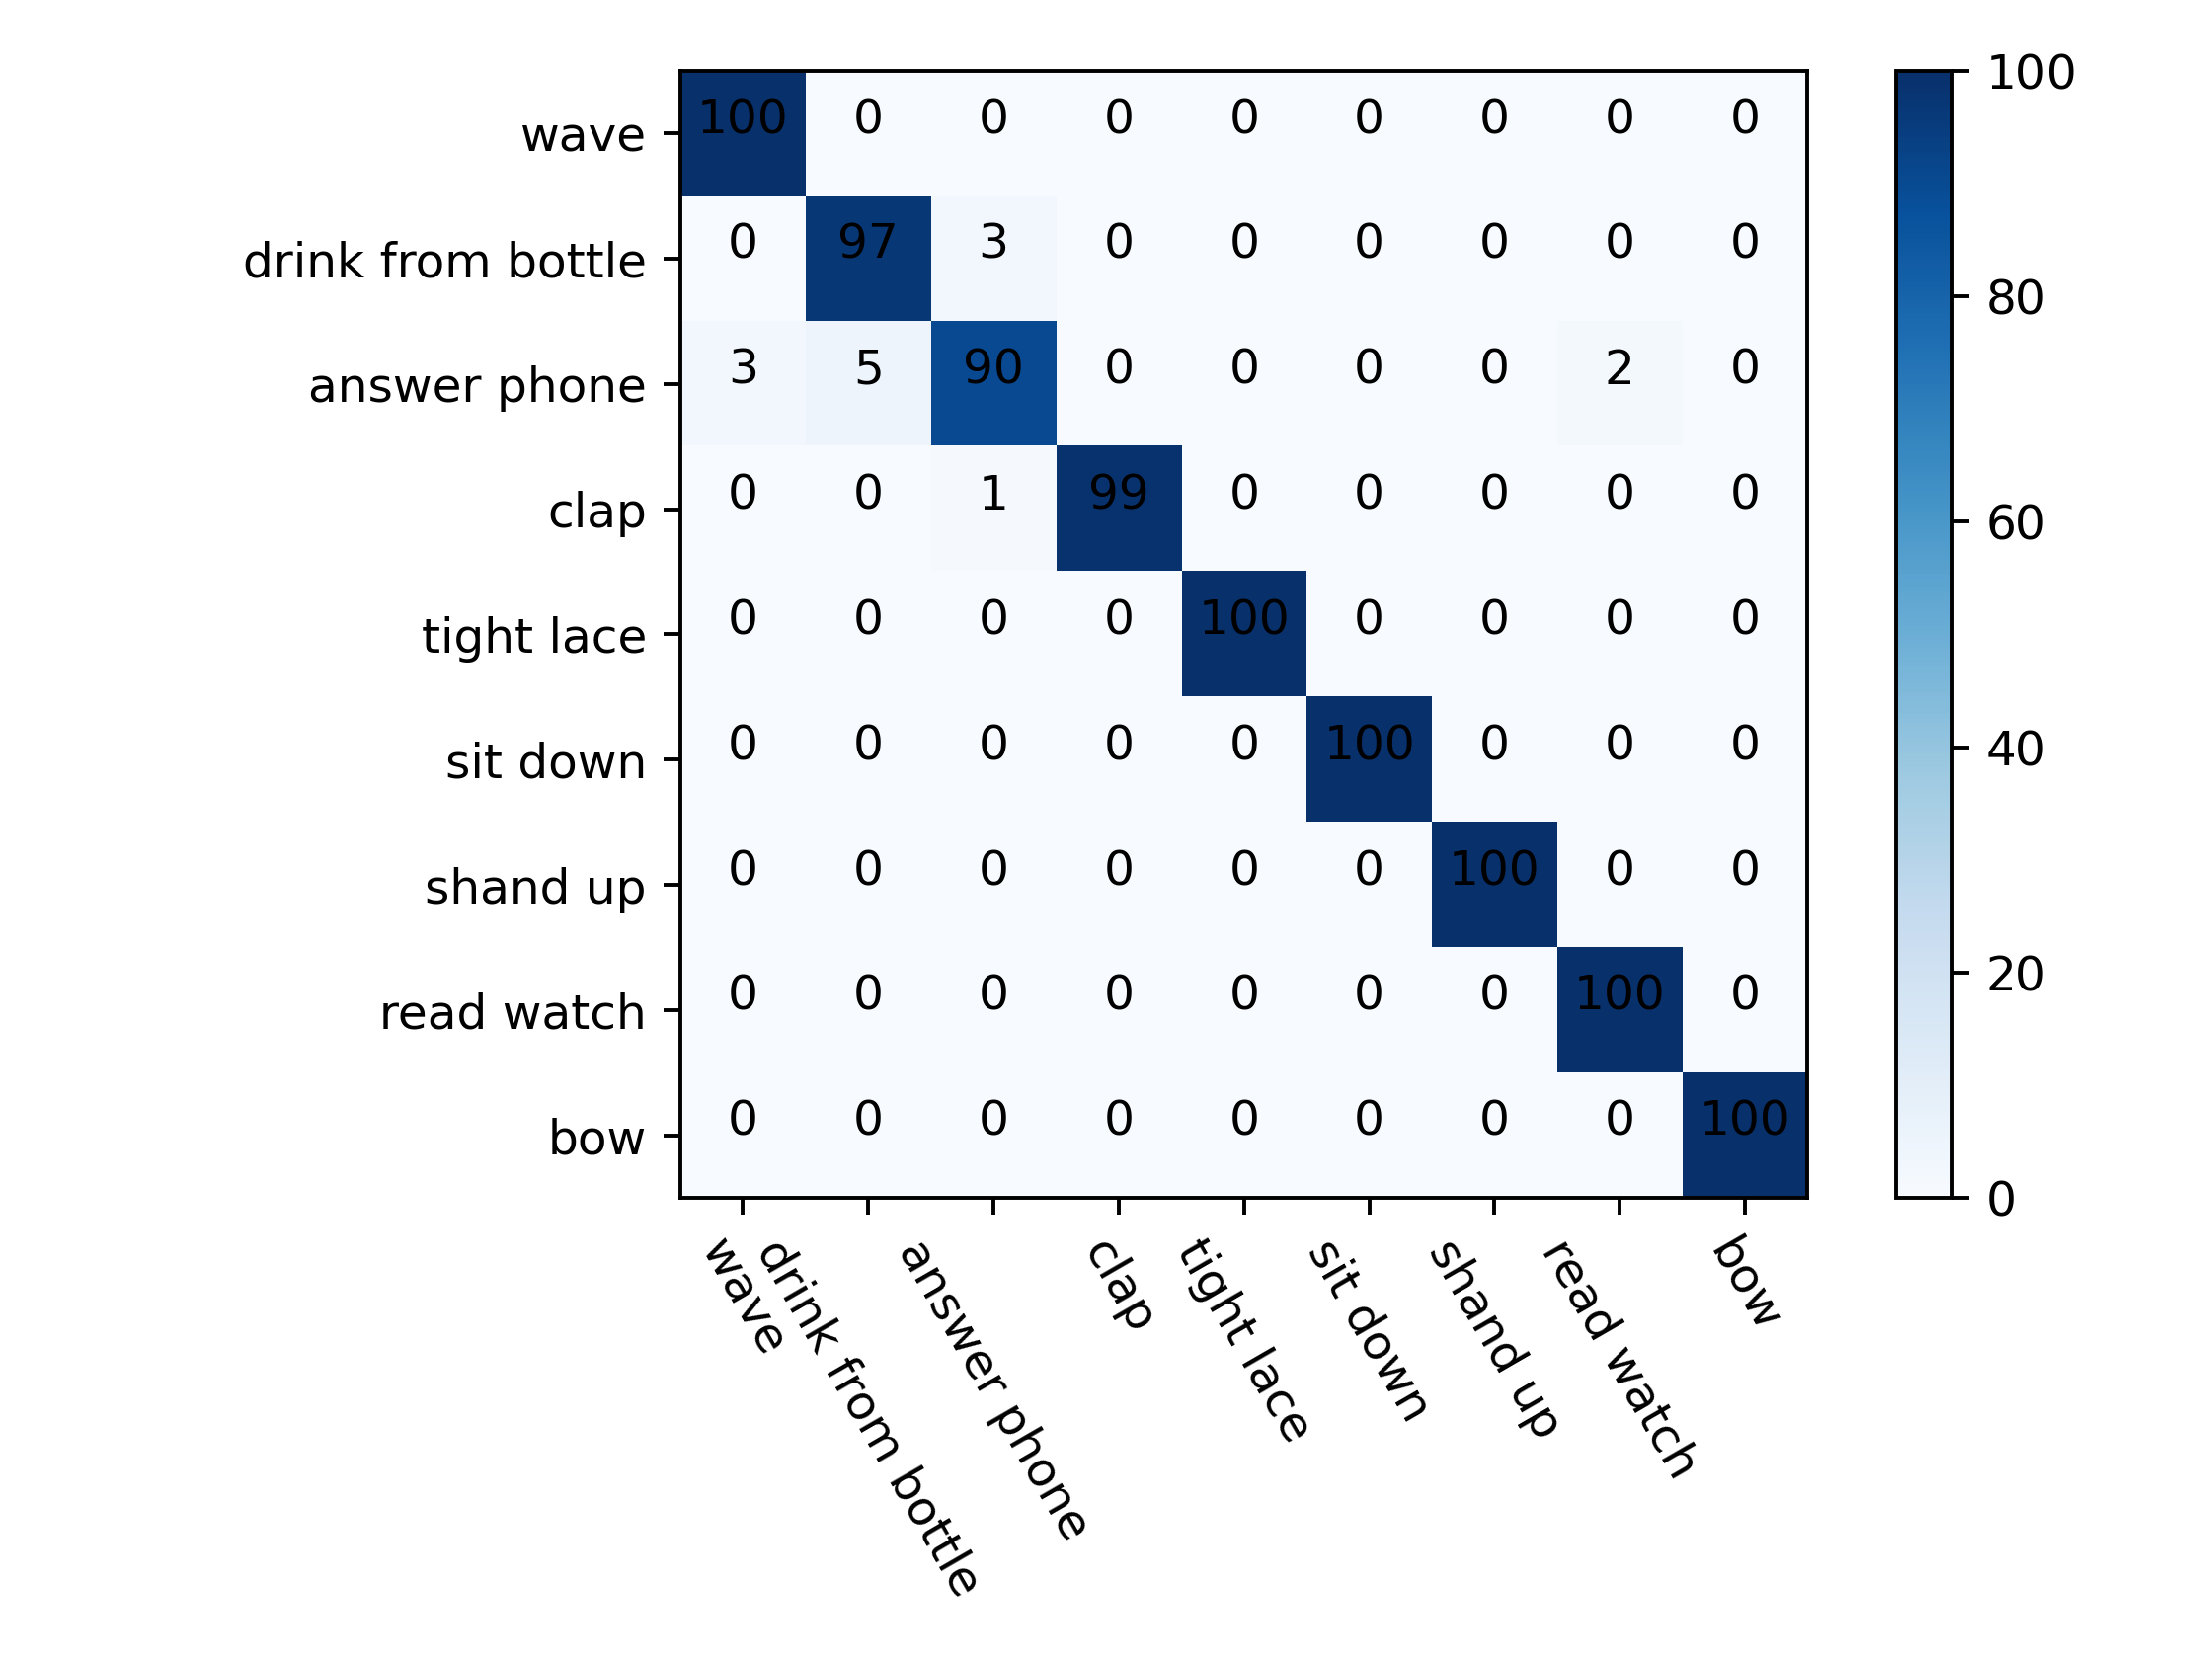 wave 100 0 0 0 0 0 0 0 0
drink from bottle 0 97 3 0 0 0 0 0 0
answer phone 3 5 90 0 0 0 0 2 0
clap 0 0 1 99 0 0 0 0 0
tight lace 0 0 0 0 100 0 0 0 0
sit down 0 0 0 0 0 100 0 0 0
shand up 0 0 0 0 0 0 100 0 0
read watch 0 0 0 0 0 0 0 100 0
bow 0 0 0 0 0 0 0 0 100
wave
drink from bottle
answer phone
clap
tight lace
sit down
shand up
read watch
bow
100
80
60
40
20
0